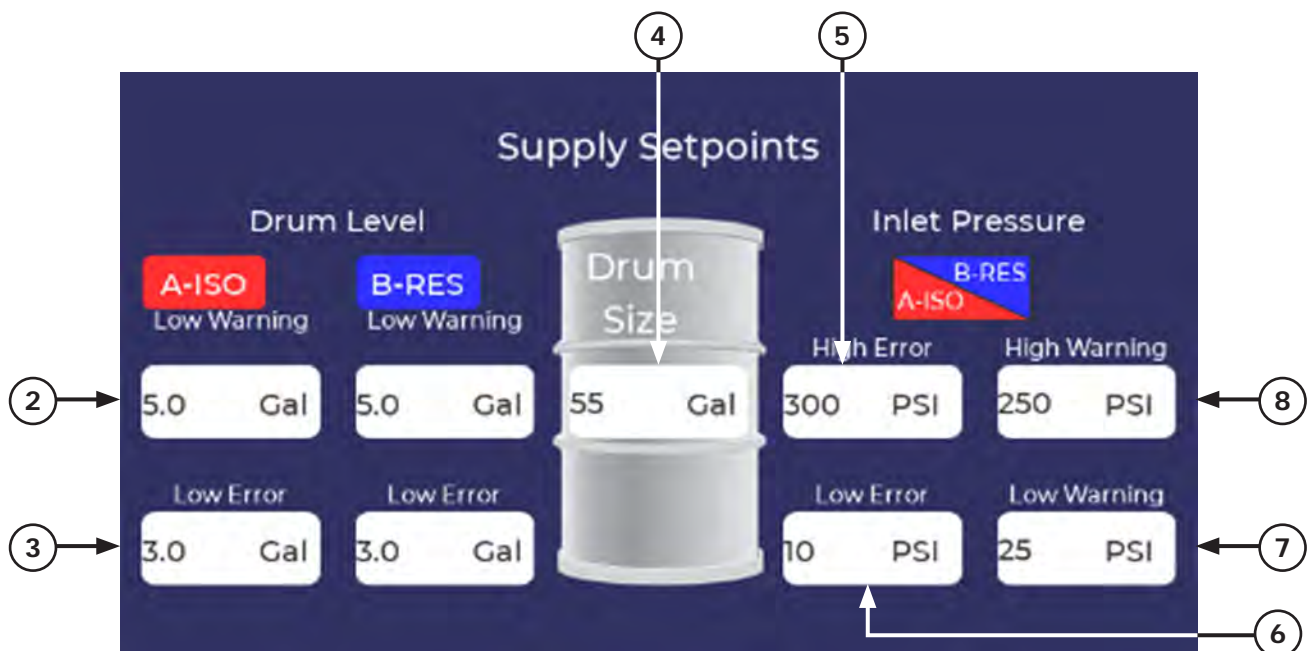 4 5
Supply Setpoints
Drum Level
Inlet Pressure
A-ISO B-RES
Low Warning Low Warning
Drum
Size
B-RES
A-ISO
High Error High Warning
2 5.0 Gal 5.0 Gal 55 Gal 300 PSI 250 PSI 8
Low Error Low Error Low Error Low Warning
3 3.0 Gal 3.0 Gal 10 PSI 25 PSI 7
6